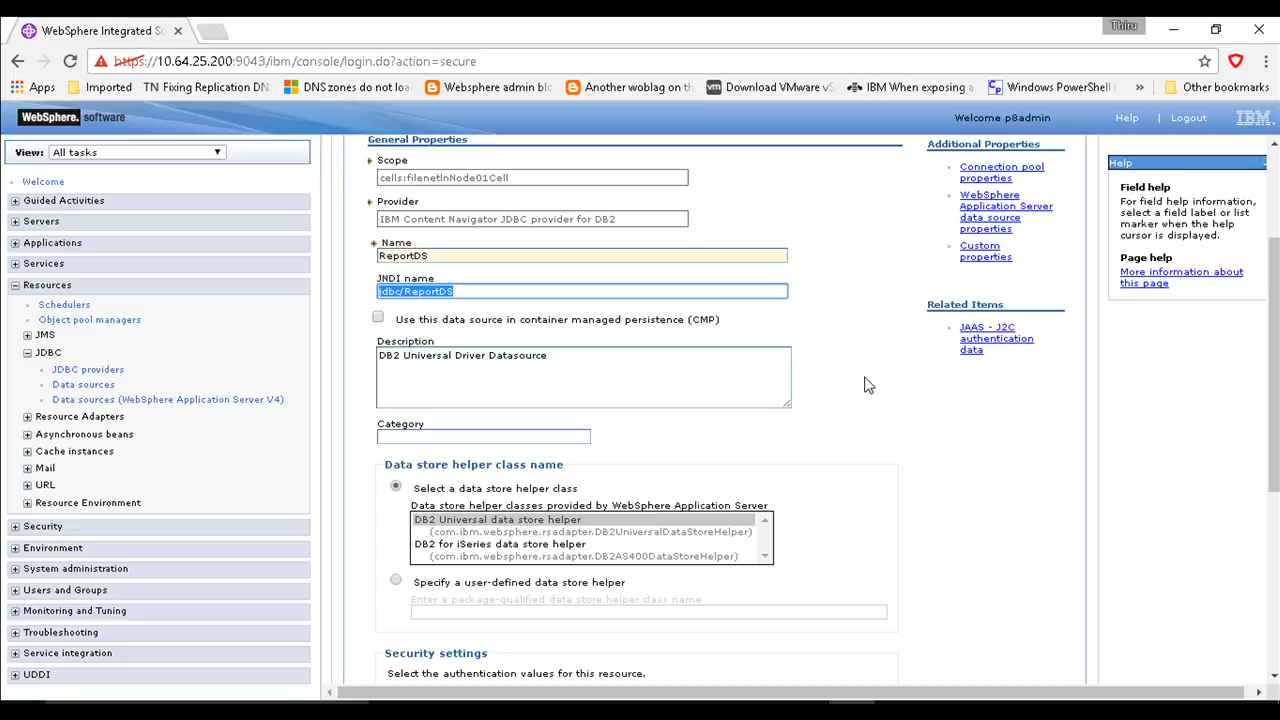 WebSphere Integrated So
Thiru
https://10.64.25.200:9043/ibm/console/login.do?action=secure
Apps
Imported
TN Fixing Replication DN
DNS zones do not loa
Websphere admin blo
Another woblag on th
Download VMware vS
IBM When exposing a
Windows PowerShell
Other bookmarks
WebSphere. software
Welcome p8admin
Help
Logout
IBM
View: All tasks
Welcome
Guided Activities
Servers
Applications
Services
Resources
Schedulers
Object pool managers
JMS
JDBC
JDBC providers
Data sources
Data sources (WebSphere Application Server V4)
Resource Adapters
Asynchronous beans
Cache instances
Mail
URL
Resource Environment
Security
Environment
System administration
Users and Groups
Monitoring and Tuning
Troubleshooting
Service integration
UDDI
General Properties
Scope
cells:filenetInNode01Cell
Provider
IBM Content Navigator JDBC provider for DB2
Name
ReportDS
JNDI name
jdbc/ReportDS
Use this data source in container managed persistence (CMP)
Description
DB2 Universal Driver Datasource
Category
Data store helper class name
Select a data store helper class
Data store helper classes provided by WebSphere Application Server
DB2 Universal data store helper
(com.ibm.websphere.rsadapter.DB2UniversalDataStoreHelper)
DB2 for iSeries data store helper
(com.ibm.websphere.rsadapter.DB2AS400DataStoreHelper)
Specify a user-defined data store helper
Enter a package-qualified data store helper class name
Security settings
Select the authentication values for this resource.
Additional Properties
Connection pool
properties
WebSphere
Application Server
data source
properties
Custom
properties
Related Items
JAAS - J2C
authentication
data
Help
Field help
For field help information,
select a field label or list
marker when the help
cursor is displayed.
Page help
More information about
this page